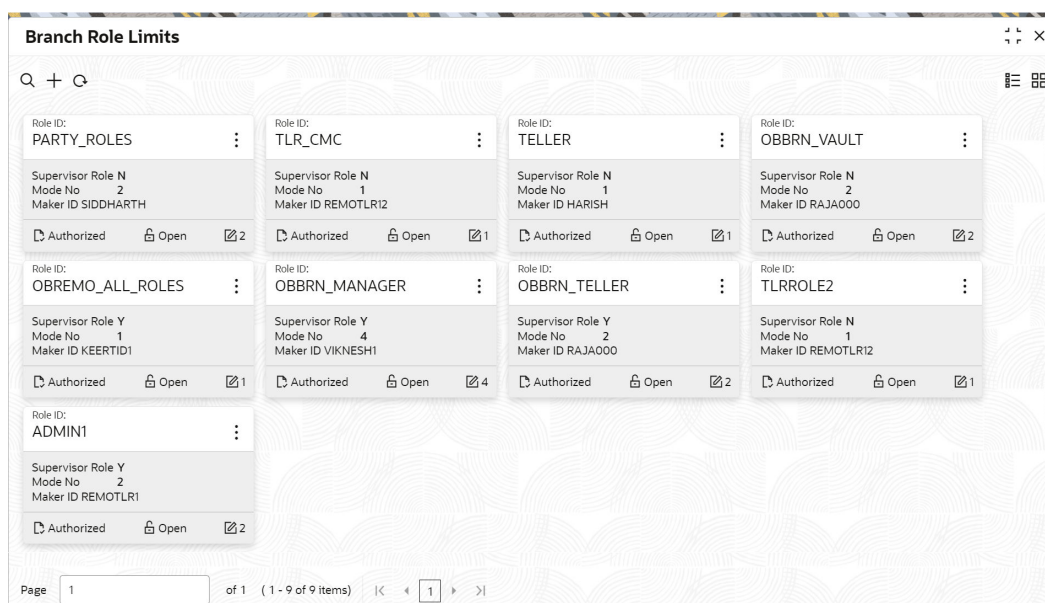 Branch Role Limits
Role ID:
PARTY_ROLES
Supervisor Role N
Mode No 2
Maker ID SIDDHARTH
Authorized Open 2
Role ID:
TLR_CMC
Supervisor Role N
Mode No 1
Maker ID REMOTLR12
Authorized Open 1
Role ID:
TELLER
Supervisor Role N
Mode No 1
Maker ID HARISH
Authorized Open 1
Role ID:
OBBRN_VAULT
Supervisor Role N
Mode No 2
Maker ID RAJA000
Authorized Open 2
Role ID:
OBREMO_ALL_ROLES
Supervisor Role Y
Mode No 1
Maker ID KEERTID1
Authorized Open 1
Role ID:
OBBRN_MANAGER
Supervisor Role Y
Mode No 4
Maker ID VIKNESH1
Authorized Open 4
Role ID:
OBBRN_TELLER
Supervisor Role Y
Mode No 2
Maker ID RAJA000
Authorized Open 2
Role ID:
TLRROLE2
Supervisor Role N
Mode No 1
Maker ID REMOTLR12
Authorized Open 1
Role ID:
ADMIN1
Supervisor Role Y
Mode No 2
Maker ID REMOTLR1
Authorized Open 2
Page 1 of 1 ( 1 - 9 of 9 items) 1